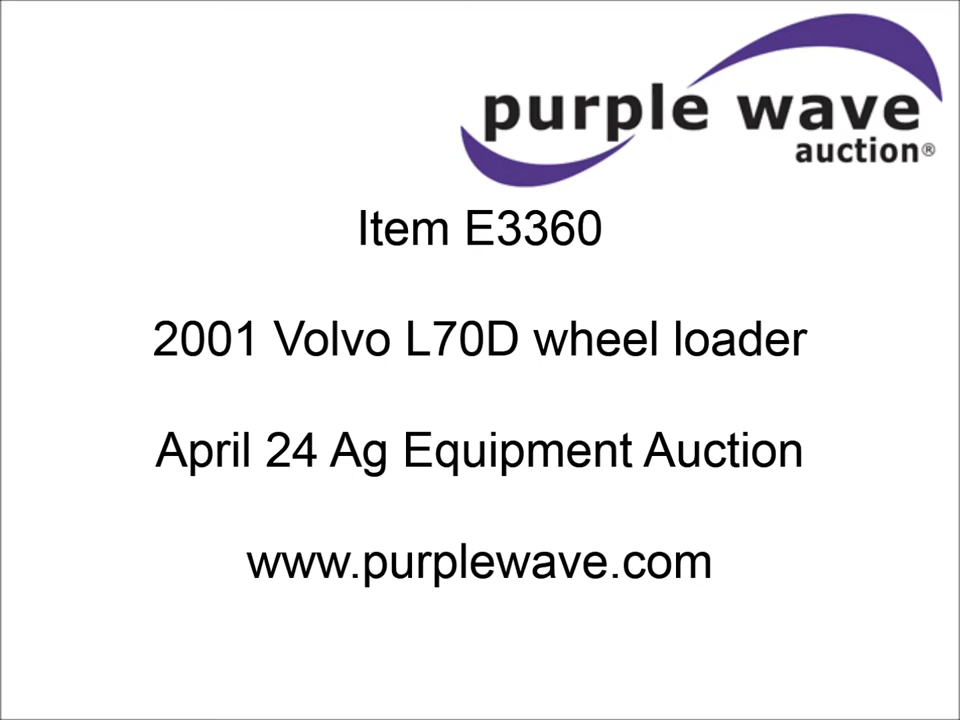 purple wave
auction®
Item E3360
2001 Volvo L70D wheel loader
April 24 Ag Equipment Auction
www.purplewave.com